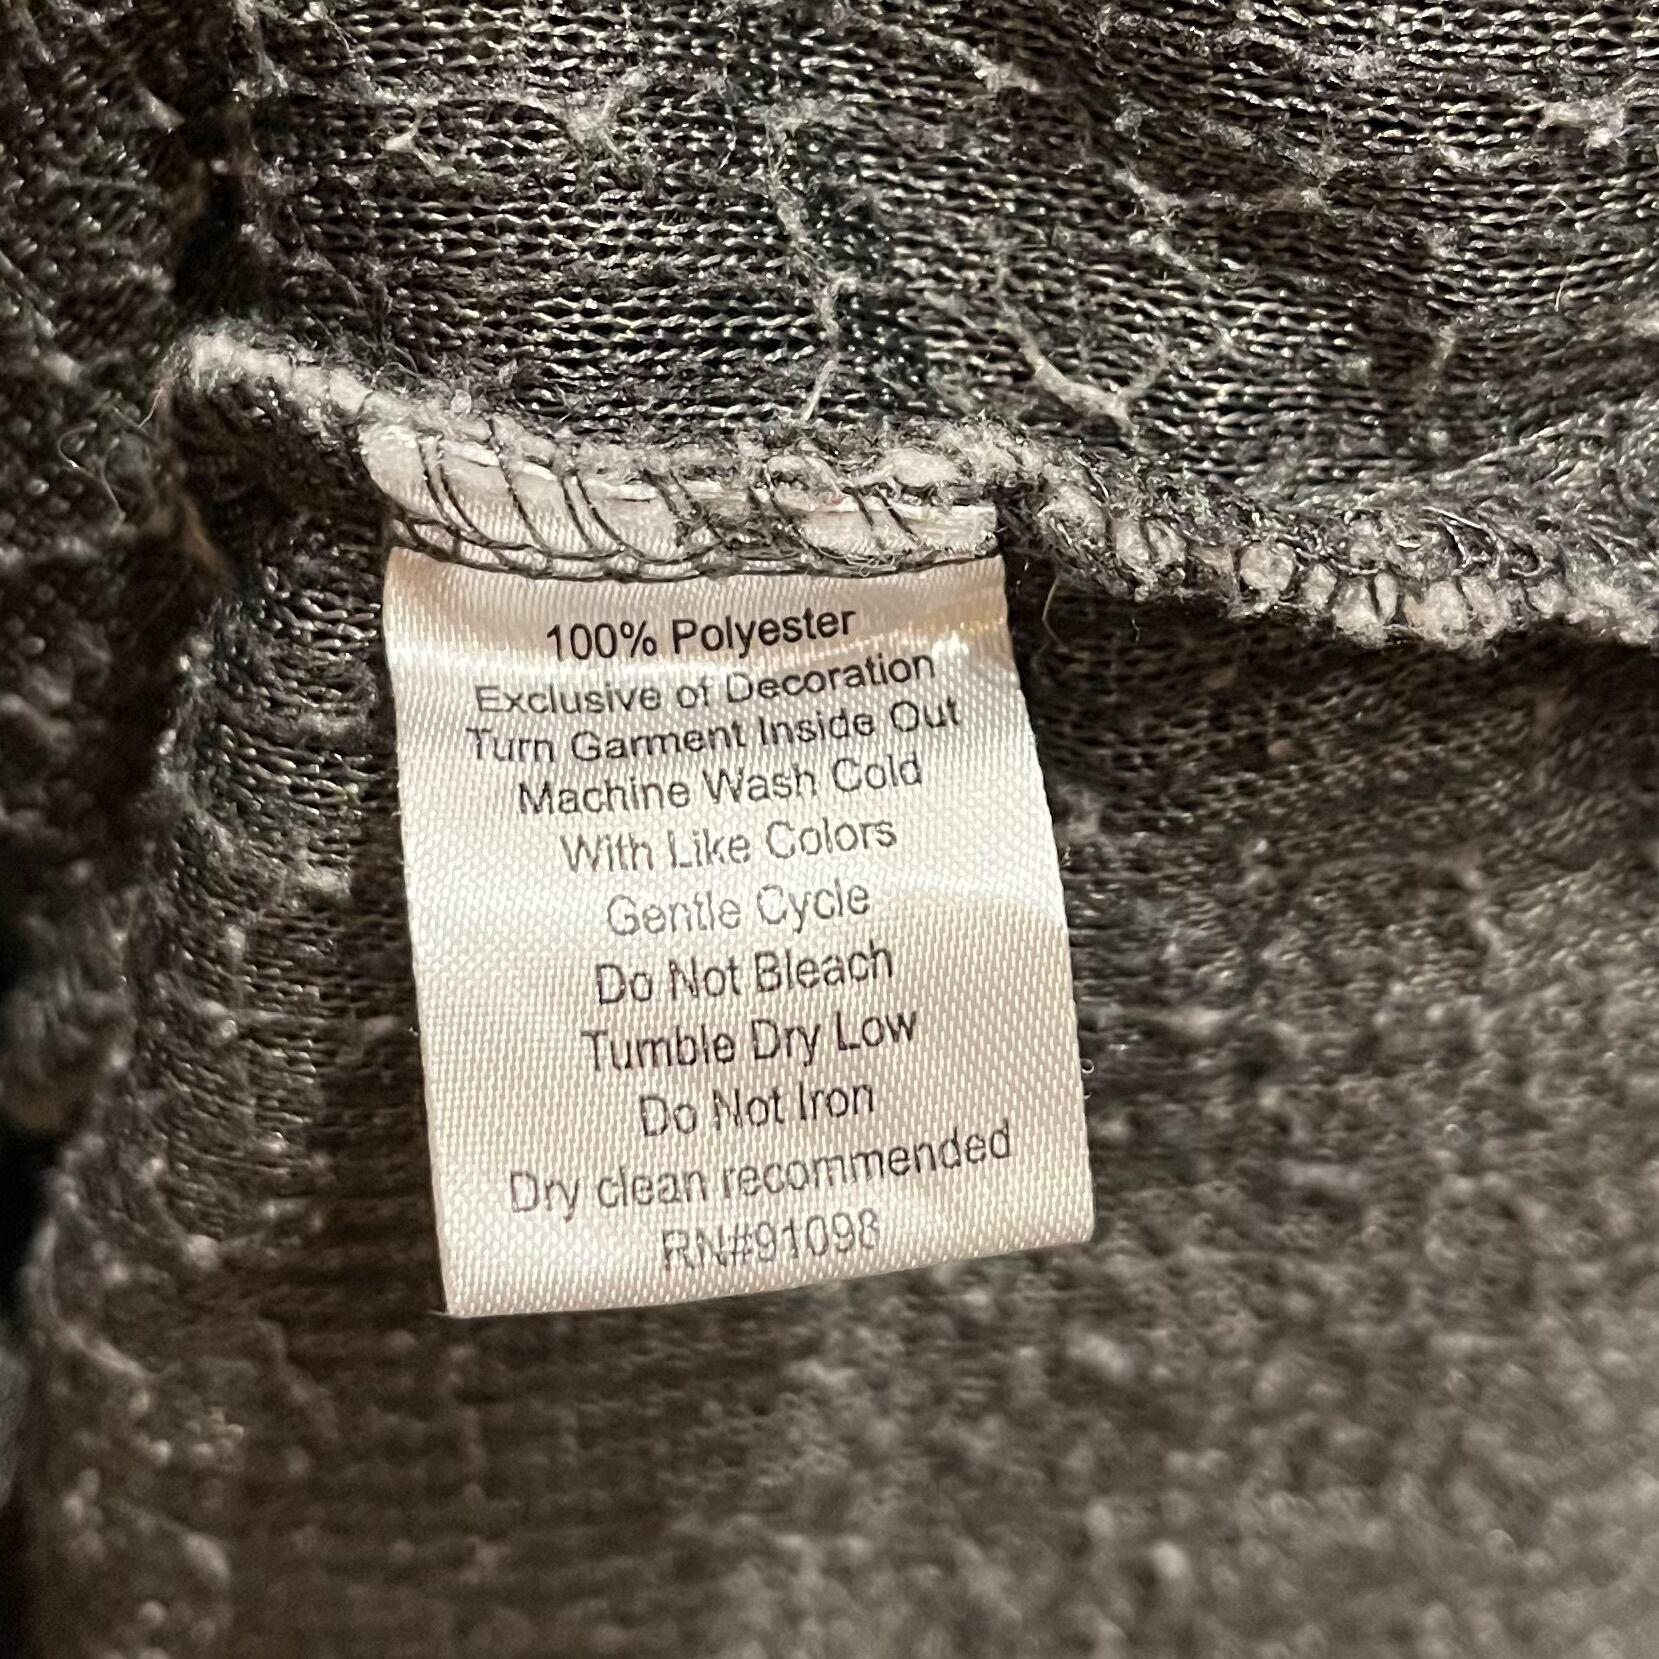 100% Polyester
Exclusive of Decoration
Turn Garment Inside Out
Machine Wash Cold
With Like Colors
Gentle Cycle
Do Not Bleach
Tumble Dry Low
Do Not Iron
Dry clean recommended
RN#91098